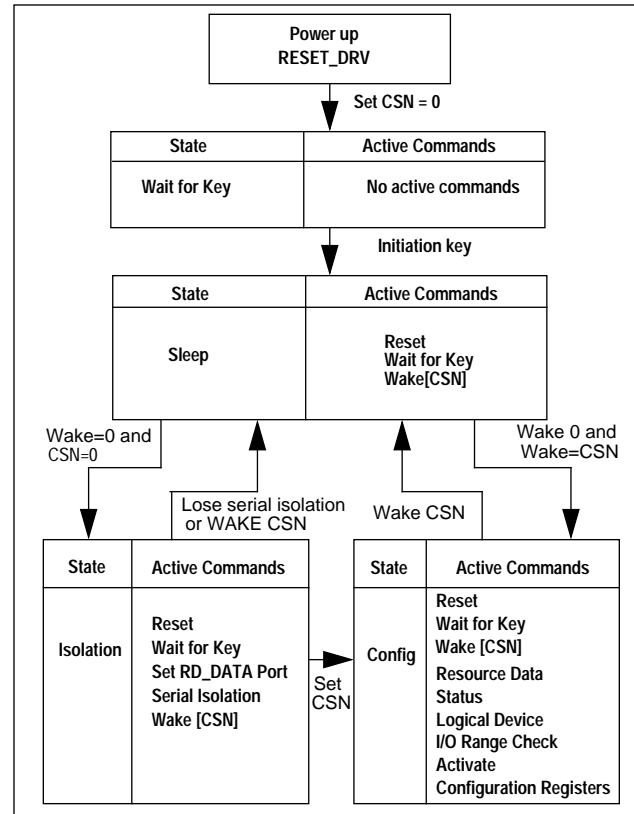 Power up
RESET_DRV
Set CSN = 0
State
Active Commands
Wait for Key
No active commands
Initiation key
State
Active Commands
Sleep
Reset
Wait for Key
Wake[CSN]
Wake=0 and
CSN=0
Wake 0 and
Wake=CSN
Lose serial isolation
or WAKE CSN
Wake CSN
State
Active Commands
Isolation
Reset
Wait for Key
Set RD_DATA Port
Serial Isolation
Wake [CSN]
Set
CSN
State
Active Commands
Config
Reset
Wait for Key
Wake [CSN]
Resource Data
Status
Logical Device
I/O Range Check
Activate
Configuration Registers